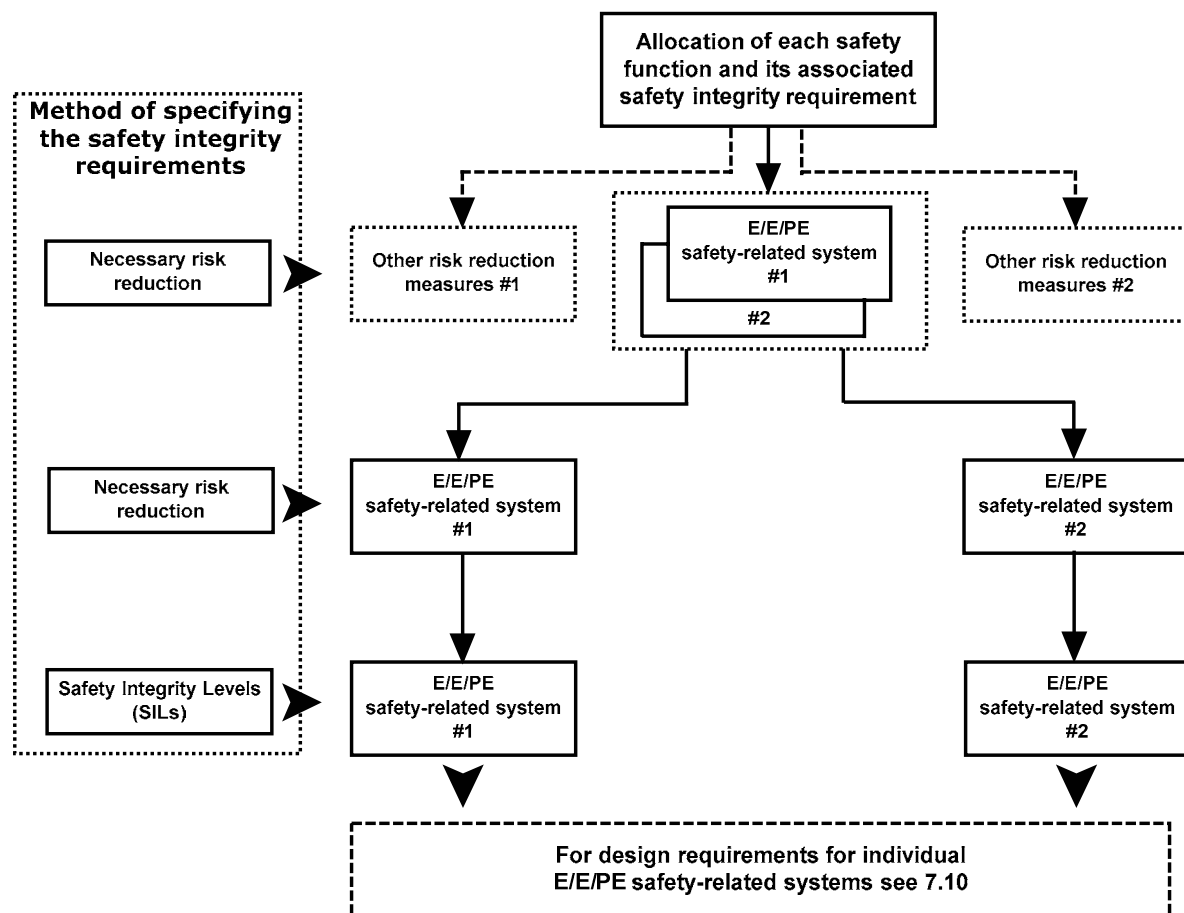 Allocation of each safety
function and its associated
safety integrity requirement
Method of specifying
the safety integrity
requirements
Necessary risk
reduction
Other risk reduction
measures #1
E/E/PE
safety-related system
#1
#2
Other risk reduction
measures #2
Necessary risk
reduction
E/E/PE
safety-related system
#1
E/E/PE
safety-related system
#2
Safety Integrity Levels
(SILs)
E/E/PE
safety-related system
#1
E/E/PE
safety-related system
#2
For design requirements for individual
E/E/PE safety-related systems see 7.10